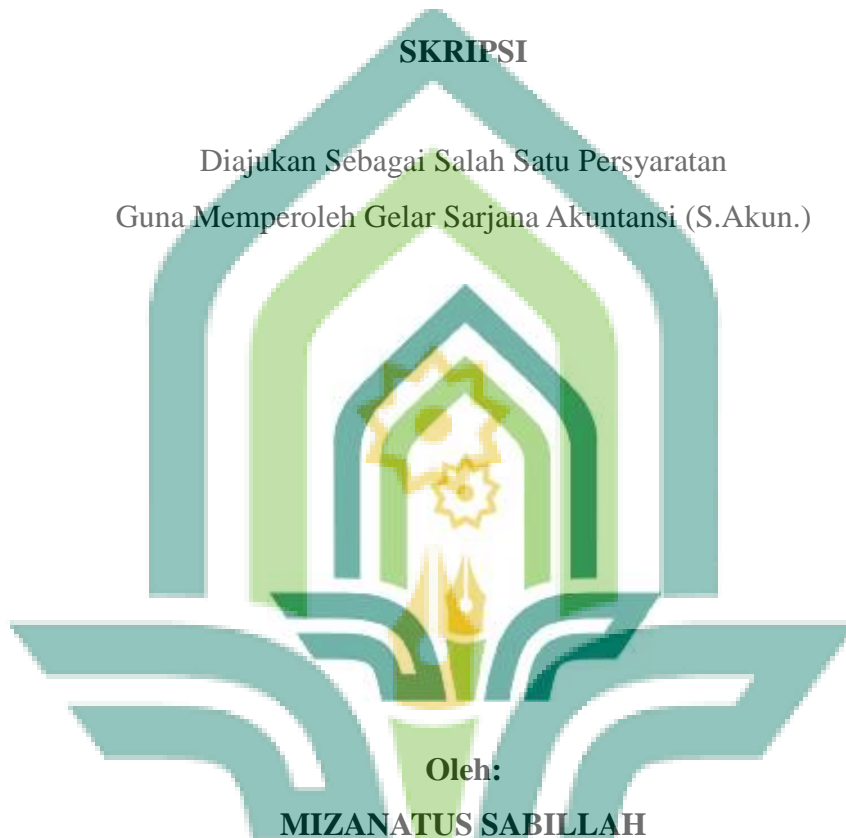 SKRIPSI
Diajukan Sebagai Salah Satu Persyaratan
Guna Memperoleh Gelar Sarjana Akuntansi (S.Akun.)
Oleh:
MIZANATUS SABILLAH